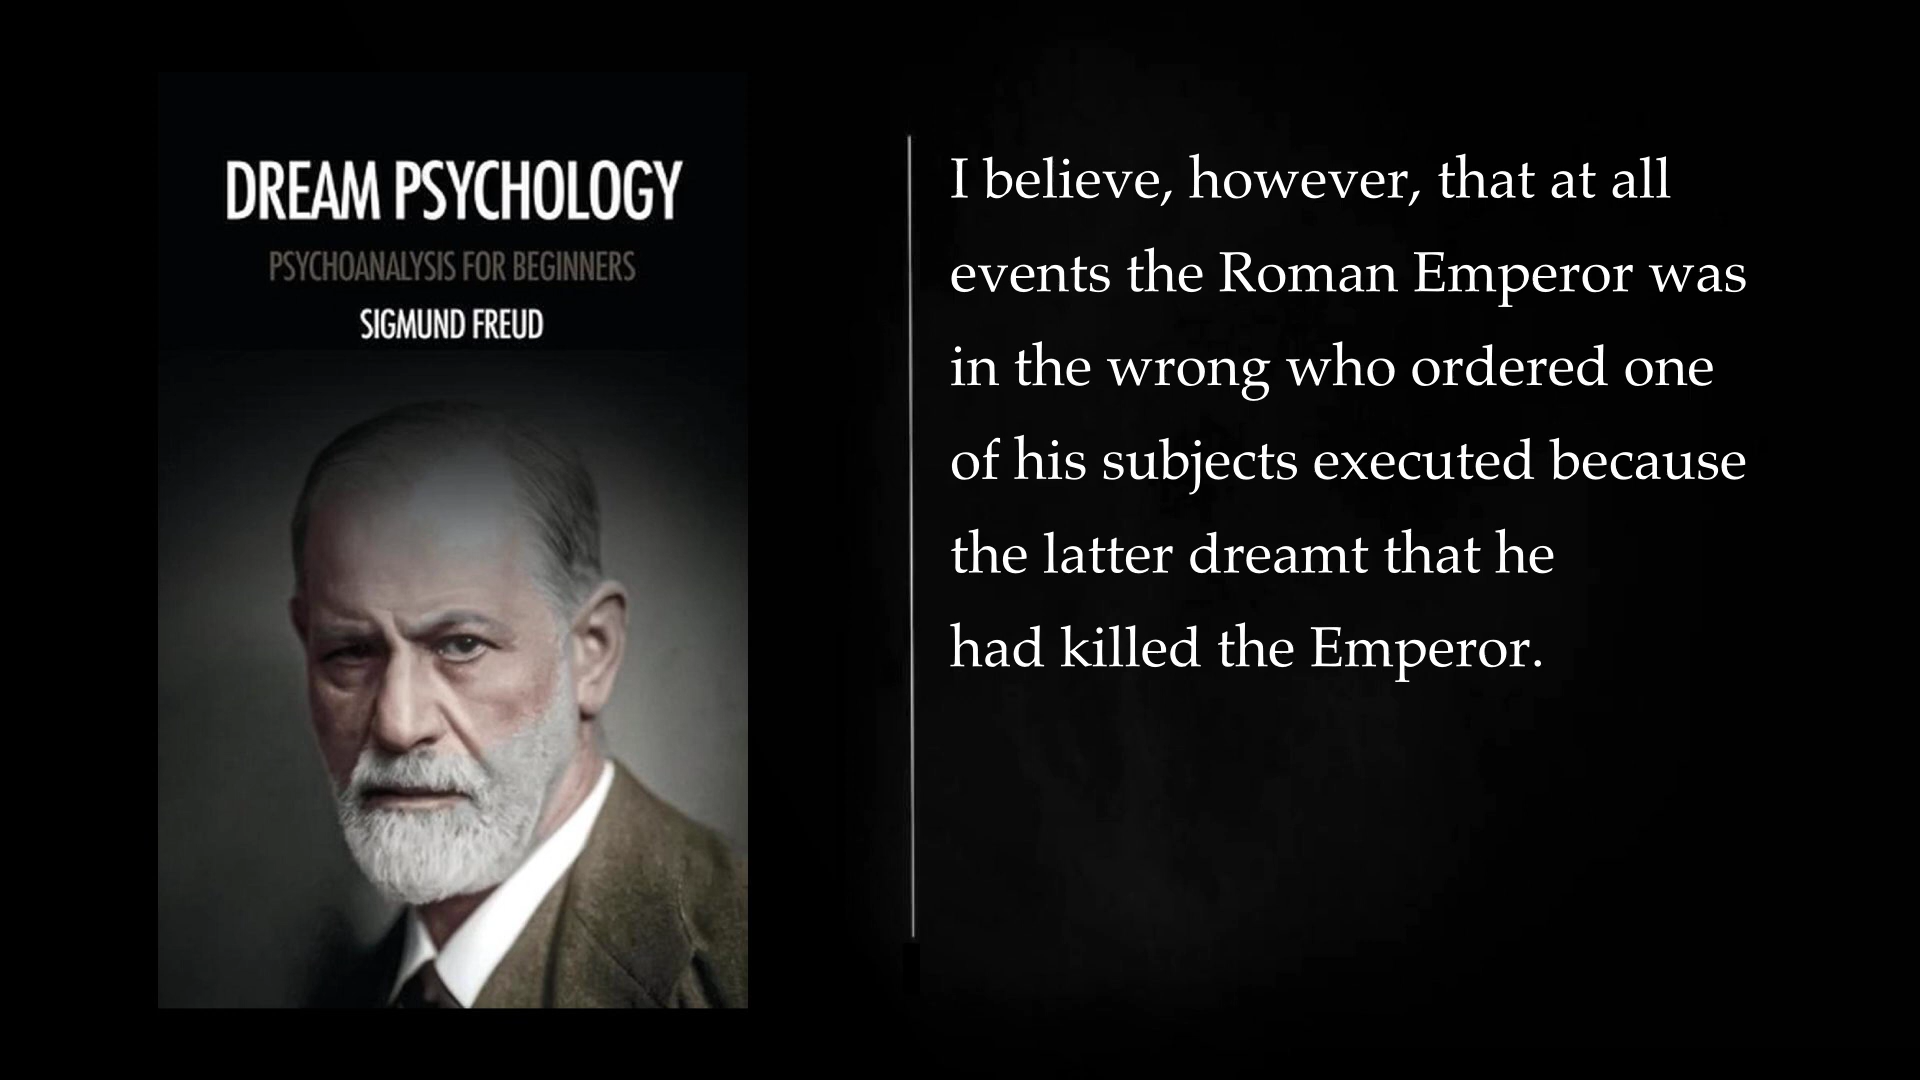 DREAM PSYCHOLOGY
PSYCHOANALYSIS FOR BEGINNERS
SIGMUND FREUD
I believe, however, that at all
events the Roman Emperor was
in the wrong who ordered one
of his subjects executed because
the latter dreamt that he
had killed the Emperor.